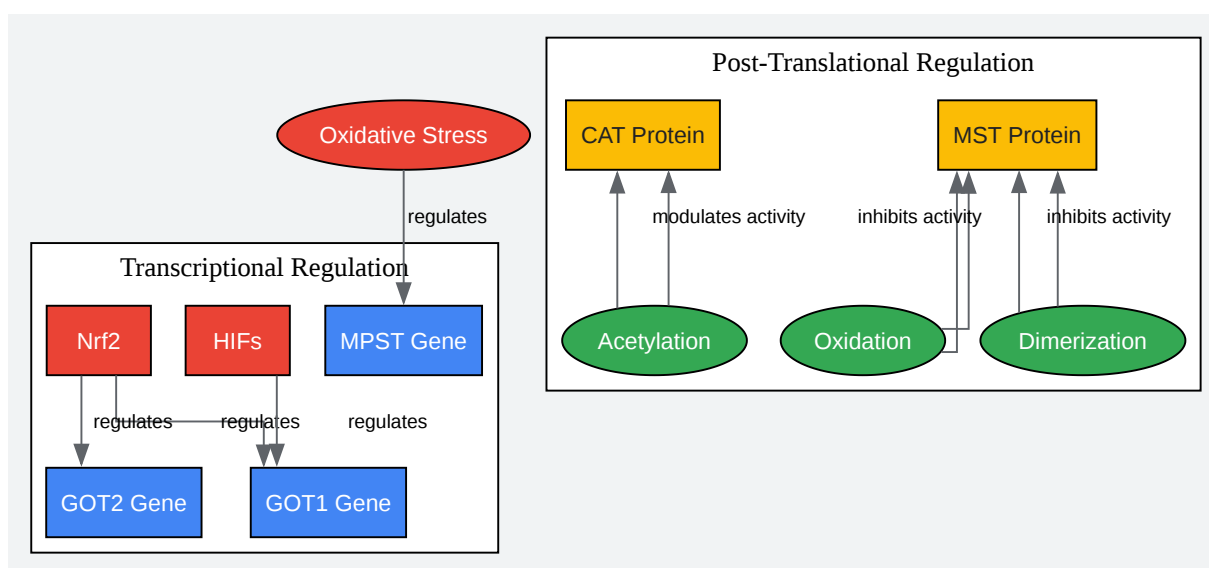 Post-Translational Regulation
Oxidative Stress
CAT Protein
MST Protein
regulates
modulates activity
inhibits activity
inhibits activity
Transcriptional Regulation
Nrf2
HIFs
MPST Gene
Acetylation
Oxidation
Dimerization
regulates
regulates
regulates
GOT2 Gene
GOT1 Gene